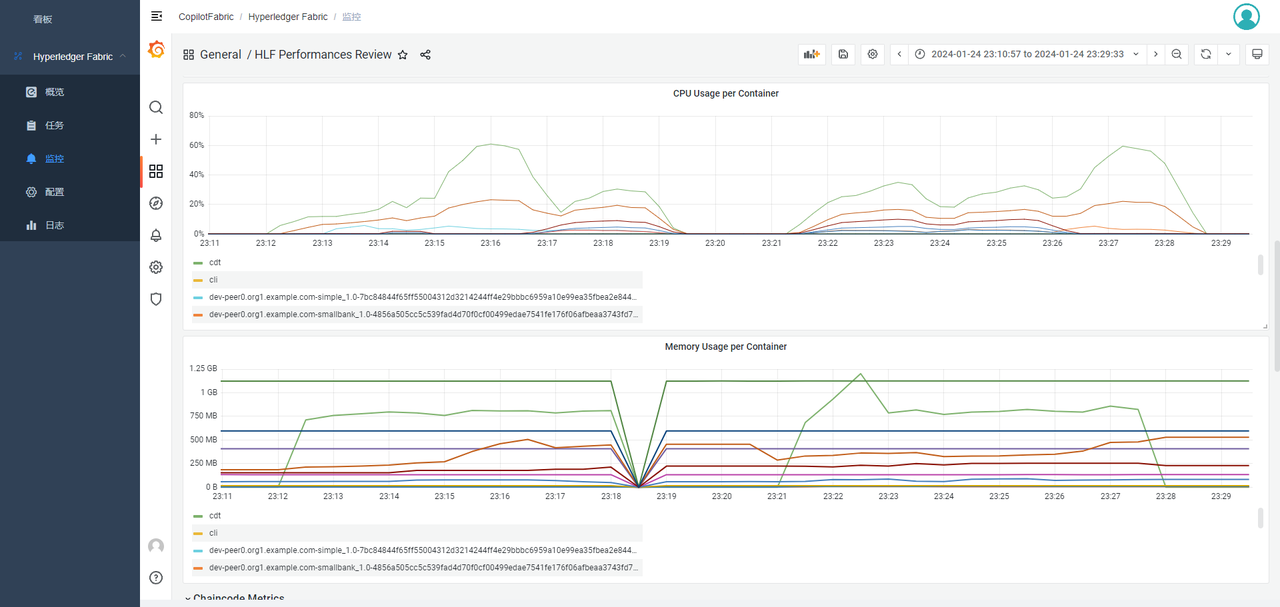 看板
Hyperledger Fabric
概览
任务
监控
配置
日志
CopilotFabric / Hyperledger Fabric / 监控
General / HLF Performances Review
2024-01-24 23:10:57 to 2024-01-24 23:29:33
CPU Usage per Container
80%
60%
40%
20%
0%
23:11 23:12 23:13 23:14 23:15 23:16 23:17 23:18 23:19 23:20 23:21 23:22 23:23 23:24 23:25 23:26 23:27 23:28 23:29
cdt
cli
dev-peer0.org1.example.com-simple_1.0-7bc84844f65ff55004312d3214244ff4e29bbbc6959a10e99ea35fbea2e844...
dev-peer0.org1.example.com-smallbank_1.0-4856a505cc5c539fad4d70f0cf00499edae7541fe176f06afbeaa3743fd7...
Memory Usage per Container
1.25 GB
1 GB
750 MB
500 MB
250 MB
0 B
23:11 23:12 23:13 23:14 23:15 23:16 23:17 23:18 23:19 23:20 23:21 23:22 23:23 23:24 23:25 23:26 23:27 23:28 23:29
cdt
cli
dev-peer0.org1.example.com-simple_1.0-7bc84844f65ff55004312d3214244ff4e29bbbc6959a10e99ea35fbea2e844...
dev-peer0.org1.example.com-smallbank_1.0-4856a505cc5c539fad4d70f0cf00499edae7541fe176f06afbeaa3743fd7...
Chaincode Metrics